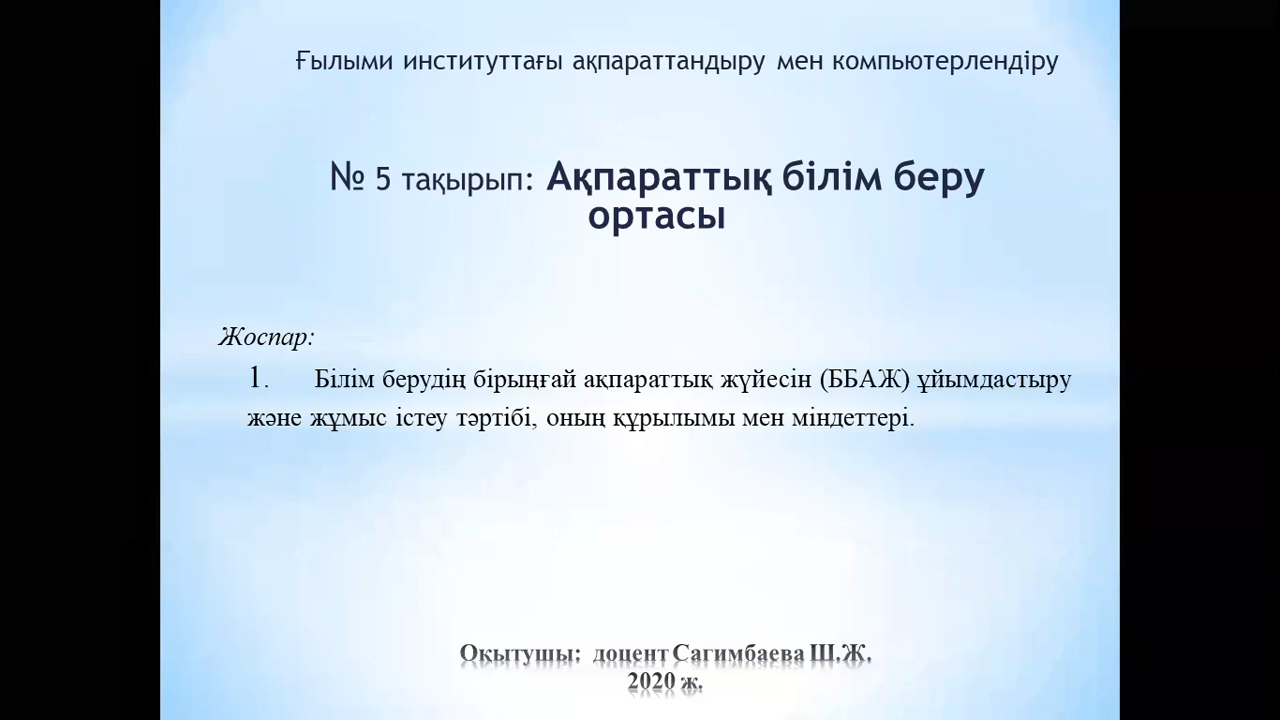 Ғылыми институттағы ақпараттандыру мен компьютерлендіру
№ 5 тақырып: Ақпараттық білім беру
ортасы
Жоспар:
1. Білім берудің бірыңғай ақпараттық жүйесін (ББАЖ) ұйымдастыру
және жұмыс істеу тәртібі, оның құрылымы мен міндеттері.
Оқытушы: доцент Сагимбаева Ш.Ж.
2020 ж.